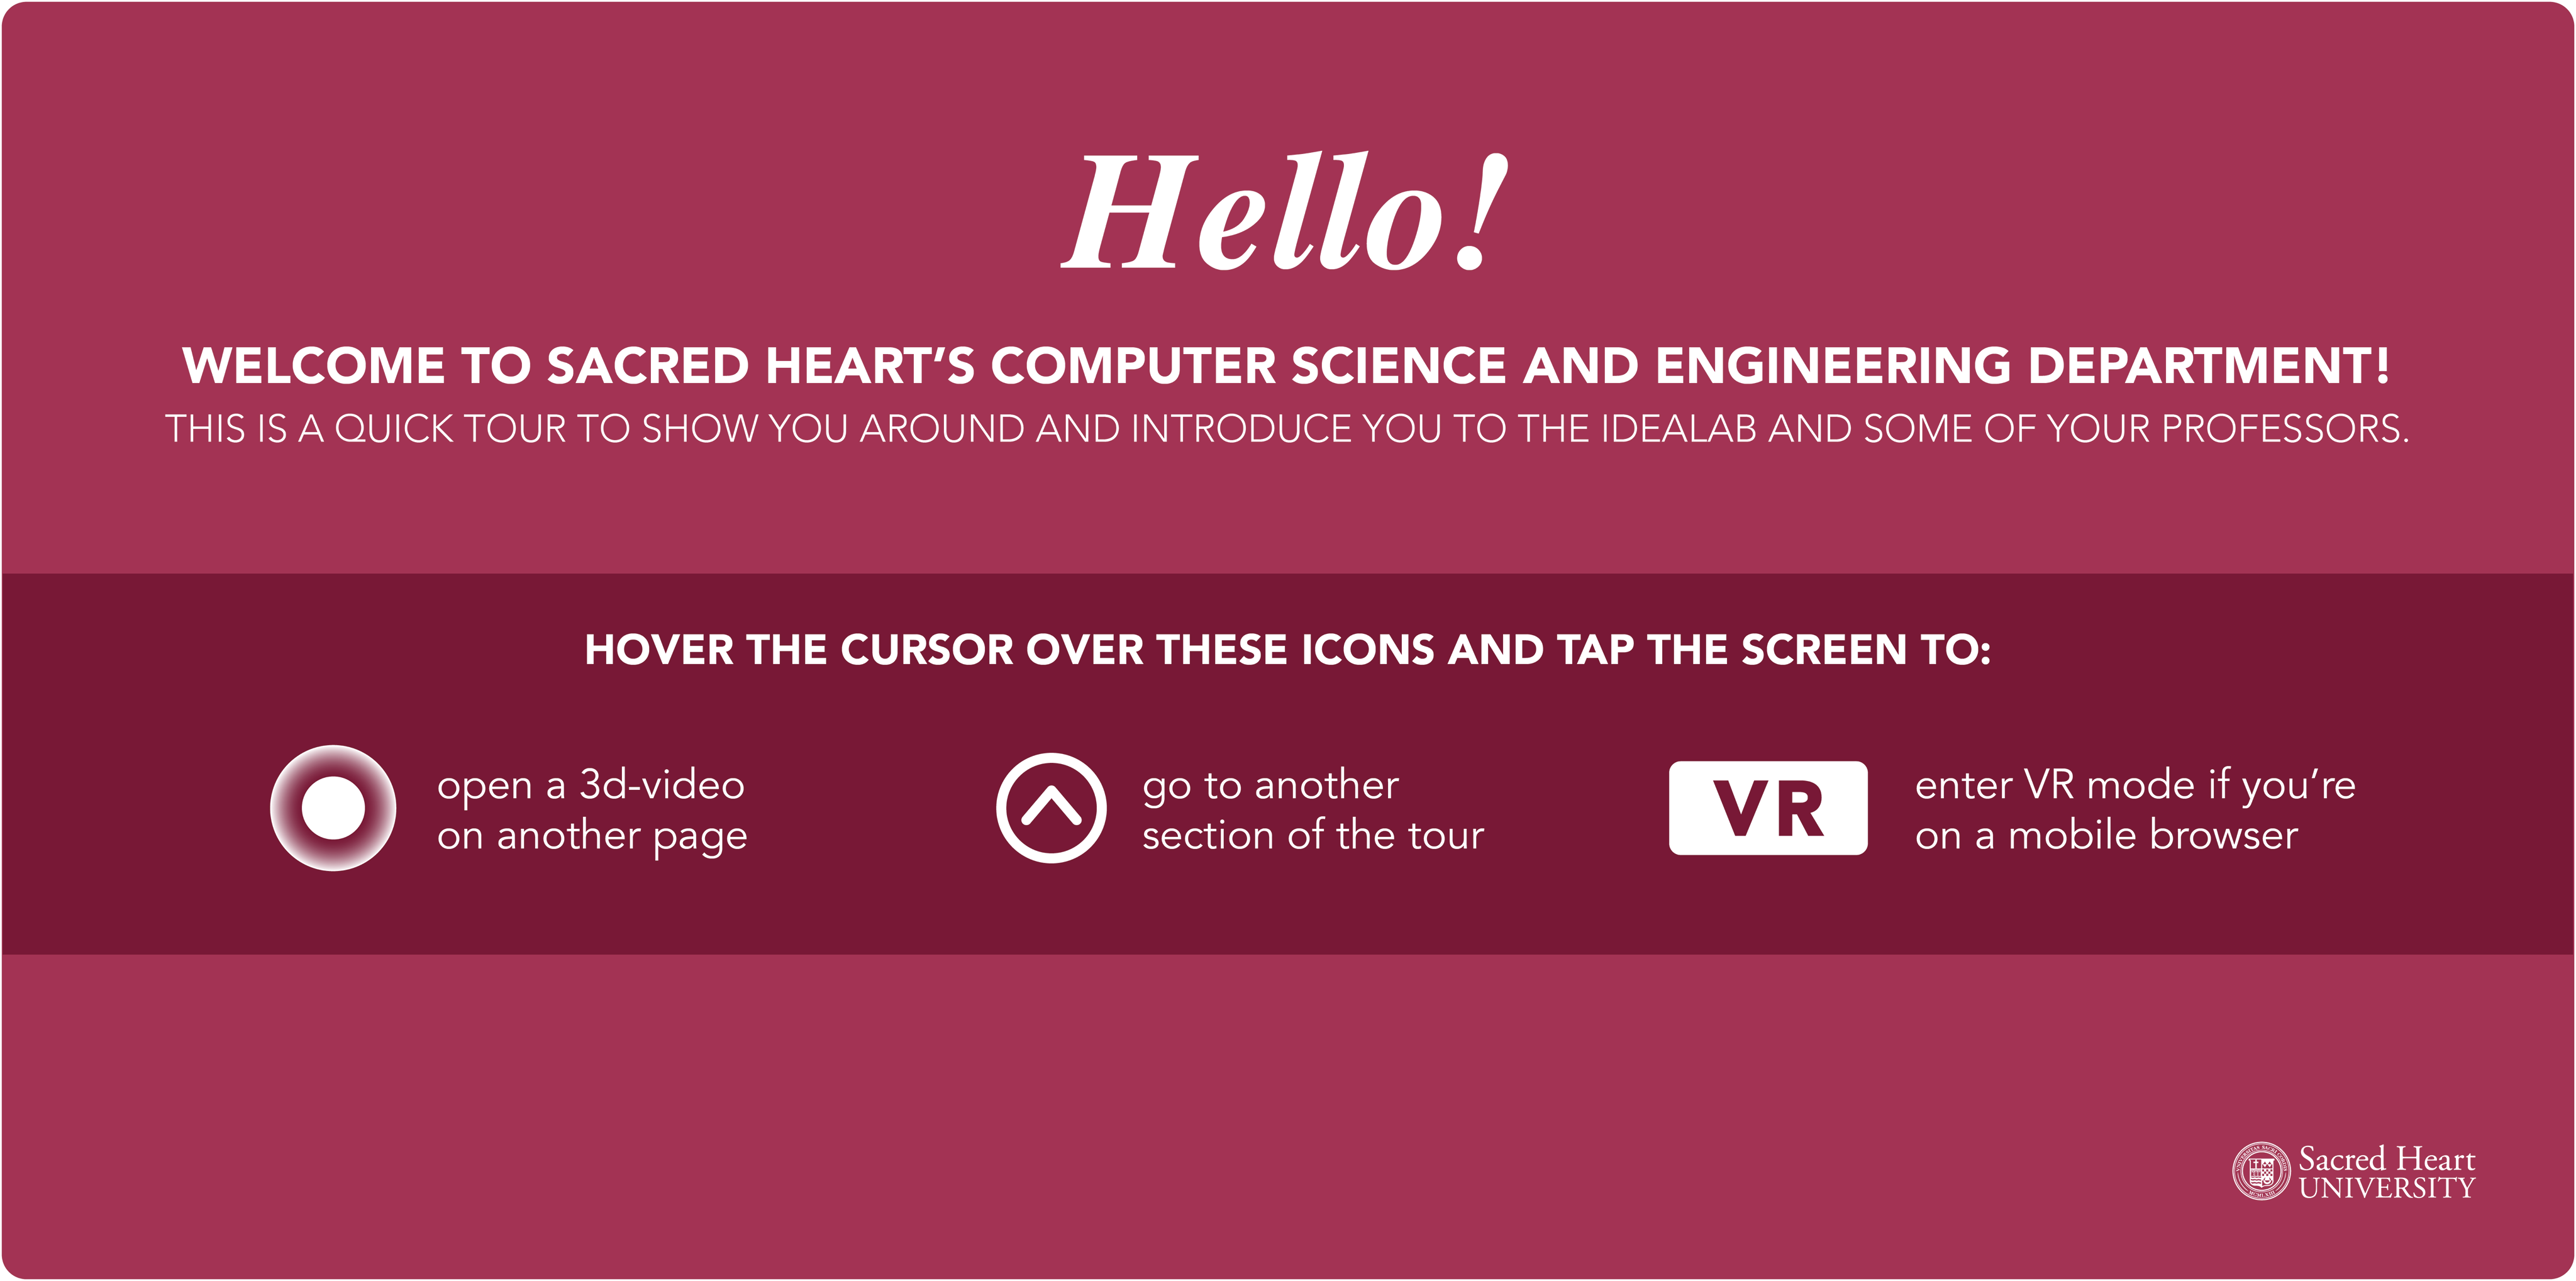 Hello!
WELCOME TO SACRED HEART’S COMPUTER SCIENCE AND ENGINEERING DEPARTMENT!
THIS IS A QUICK TOUR TO SHOW YOU AROUND AND INTRODUCE YOU TO THE IDEALAB AND SOME OF YOUR PROFESSORS.
HOVER THE CURSOR OVER THESE ICONS AND TAP THE SCREEN TO:
open a 3d-video
on another page
go to another
section of the tour
VR
enter VR mode if you’re
on a mobile browser
Sacred Heart
UNIVERSITY